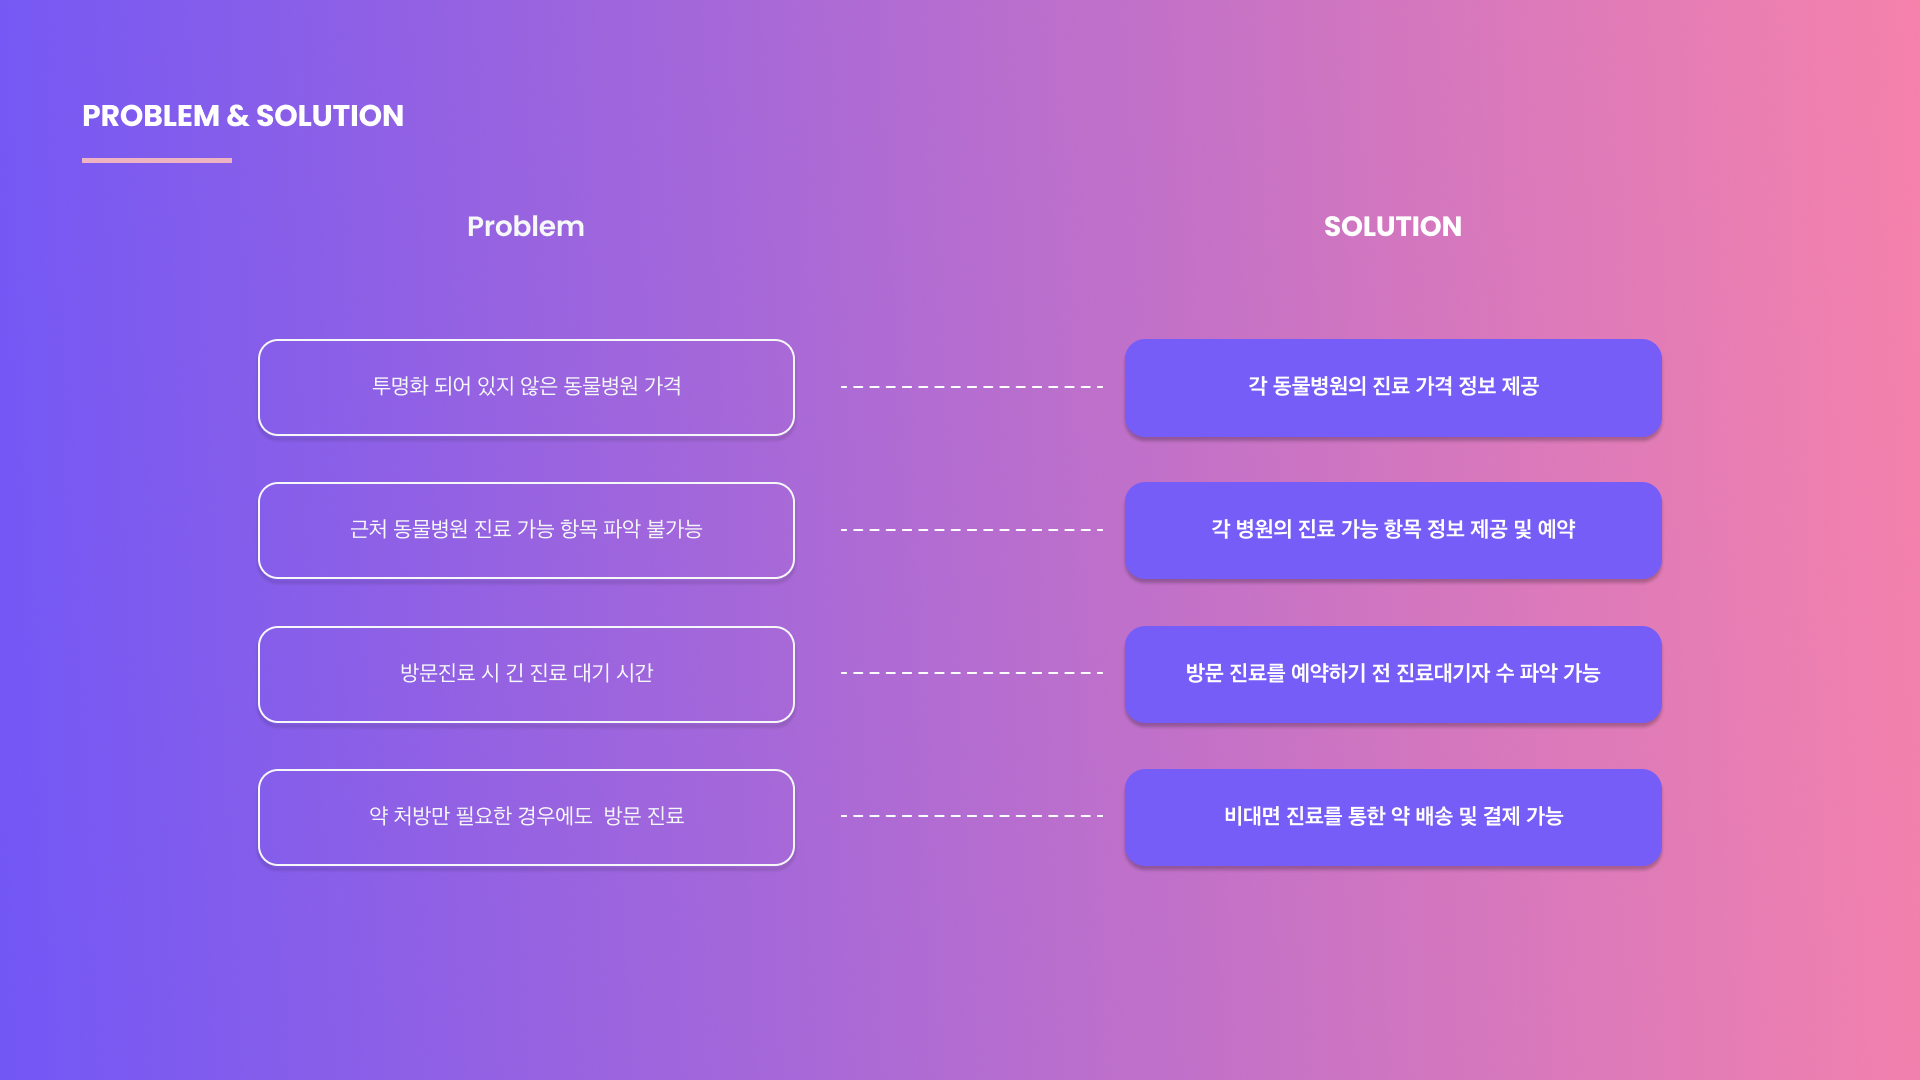 PROBLEM & SOLUTION
Problem
SOLUTION
투명화 되어 있지 않은 동물병원 가격
각 동물병원의 진료 가격 정보 제공
근처 동물병원 진료 가능 항목 파악 불가능
각 병원의 진료 가능 항목 정보 제공 및 예약
방문진료 시 긴 진료 대기 시간
방문 진료를 예약하기 전 진료대기자 수 파악 가능
약 처방만 필요한 경우에도  방문 진료
비대면 진료를 통한 약 배송 및 결제 가능